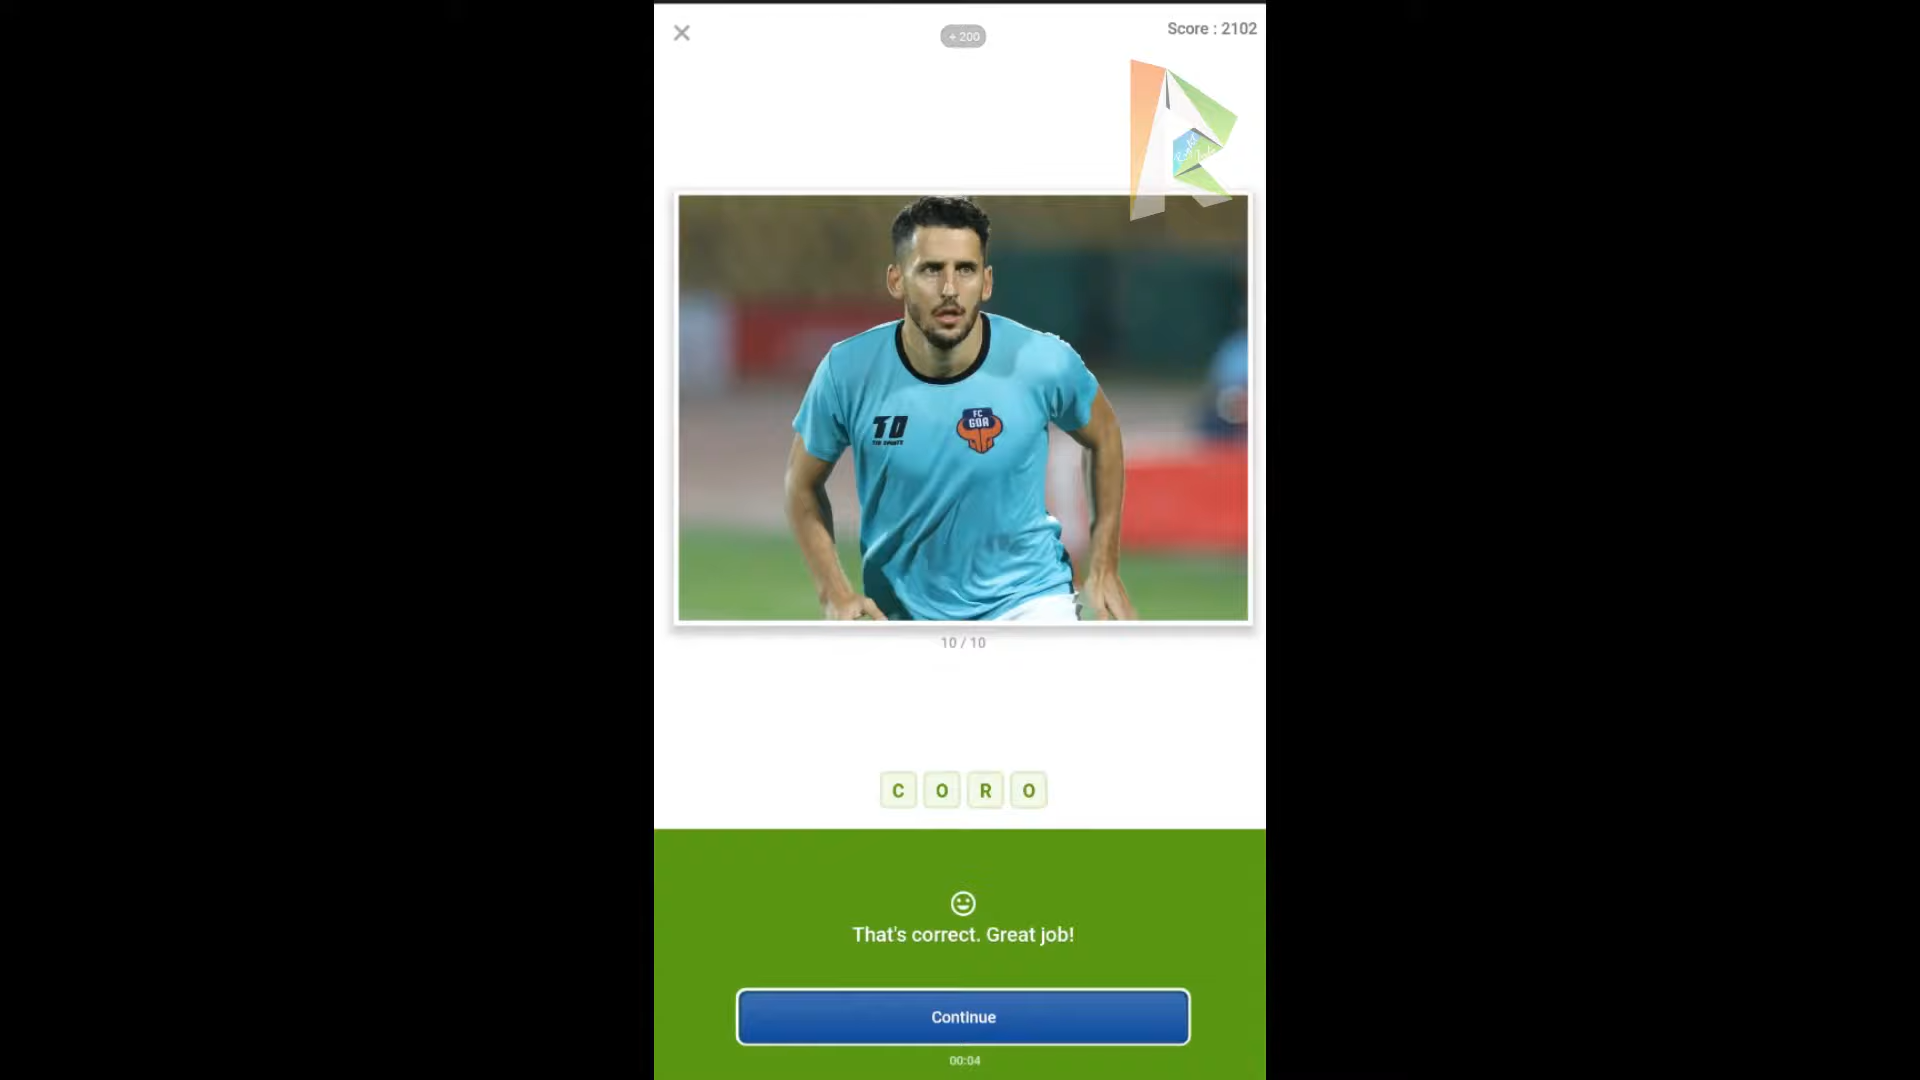 + 200
Score : 2102
FC
GOA
10 / 10
C O R O
That's correct. Great job!
Continue
00:04